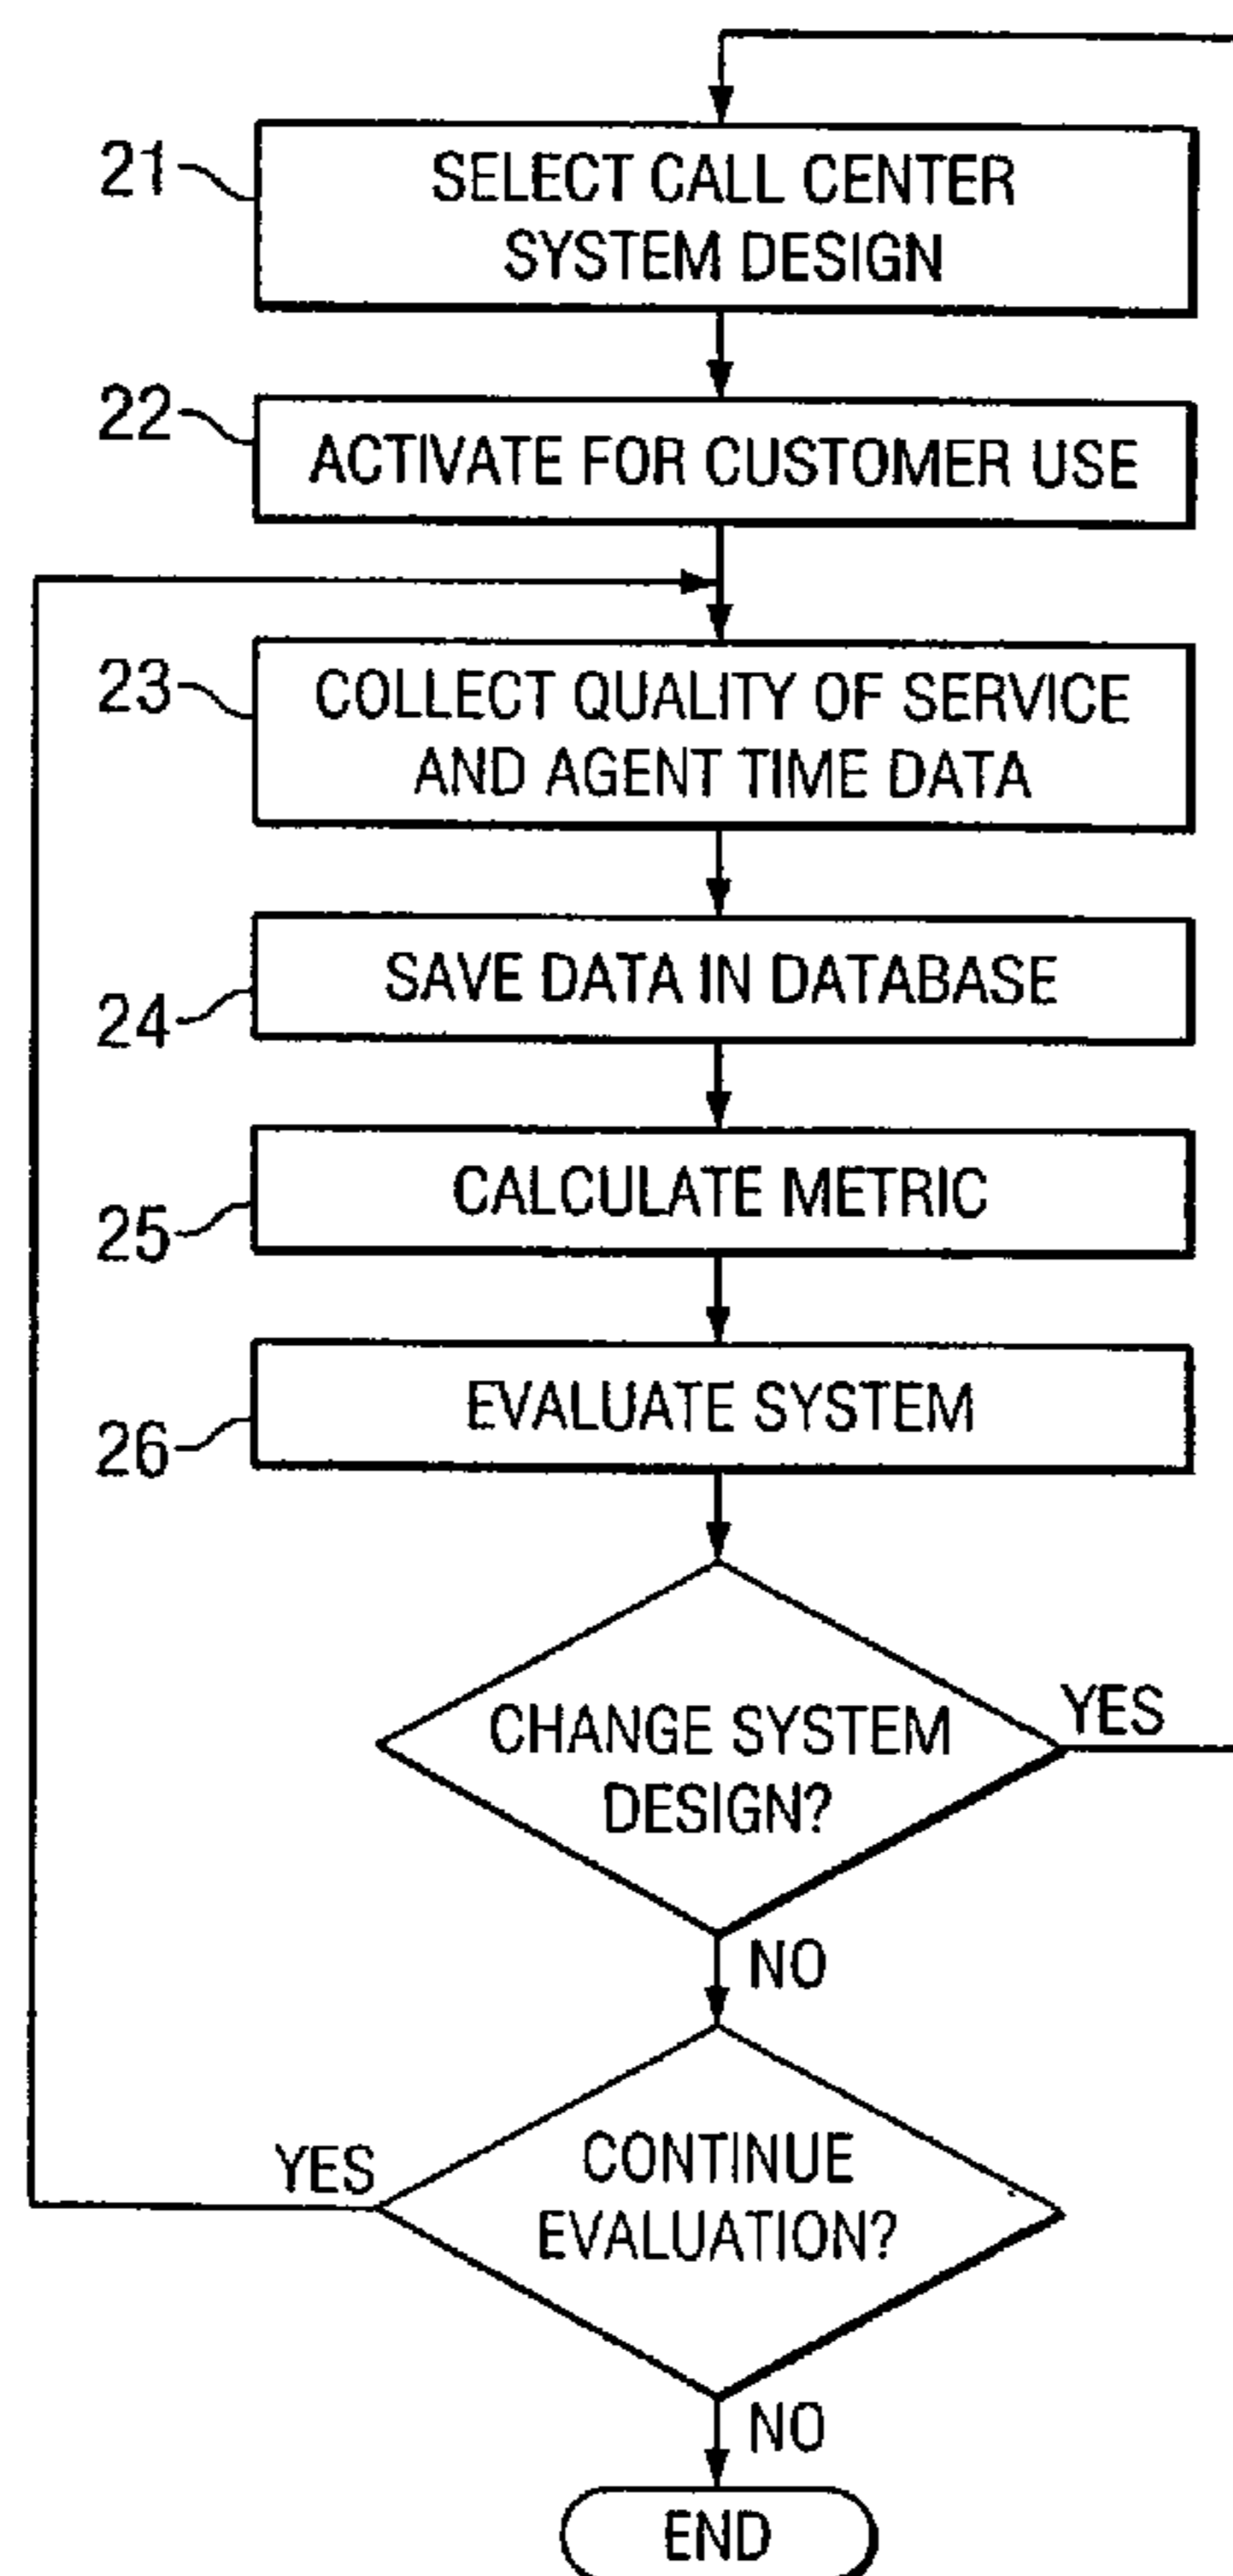 21
SELECT CALL CENTER
SYSTEM DESIGN
22
ACTIVATE FOR CUSTOMER USE
23
COLLECT QUALITY OF SERVICE
AND AGENT TIME DATA
24
SAVE DATA IN DATABASE
25
CALCULATE METRIC
26
EVALUATE SYSTEM
CHANGE SYSTEM
DESIGN?
YES
NO
CONTINUE
EVALUATION?
YES
NO
END